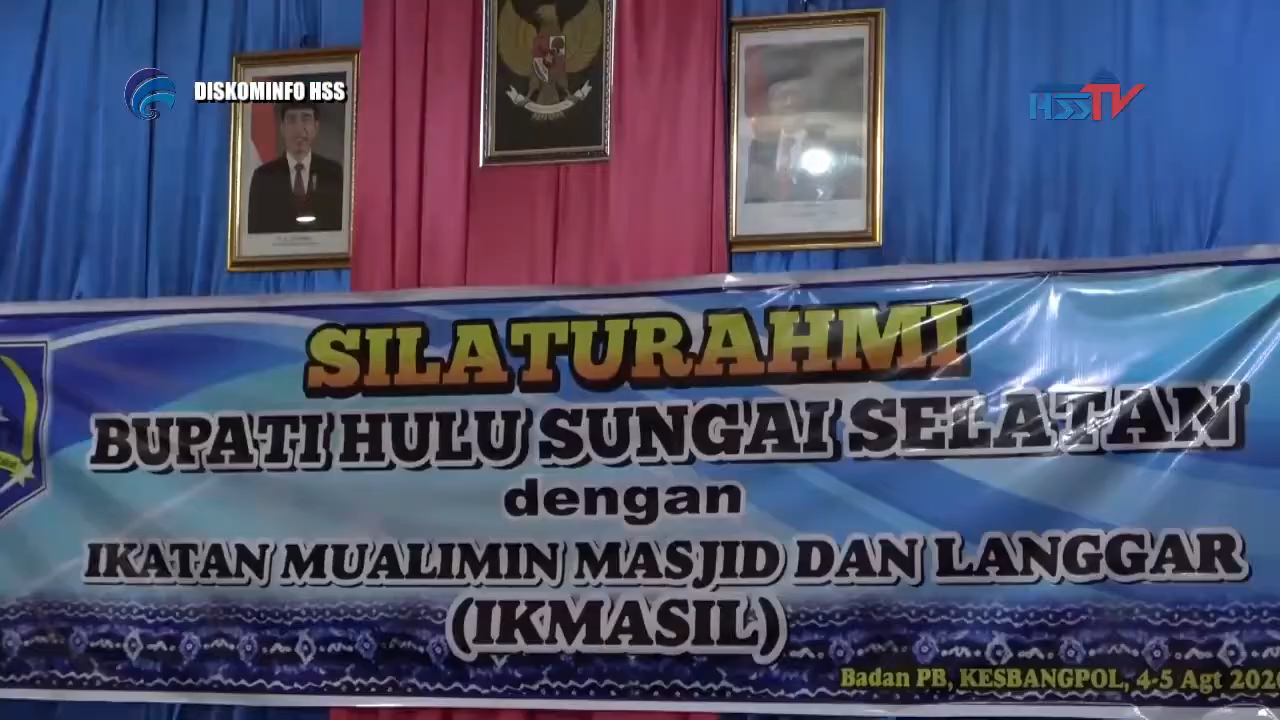 DISKOMINFO HSS
HSSTV
SILATURAHMI
BUPATI HULU SUNGAI SELATAN
dengan
IKATAN MUALIMIN MASJID DAN LANGGAR
(IKMASIL)
Badan PB, KESBANGPOL, 4-5 Agt 2020